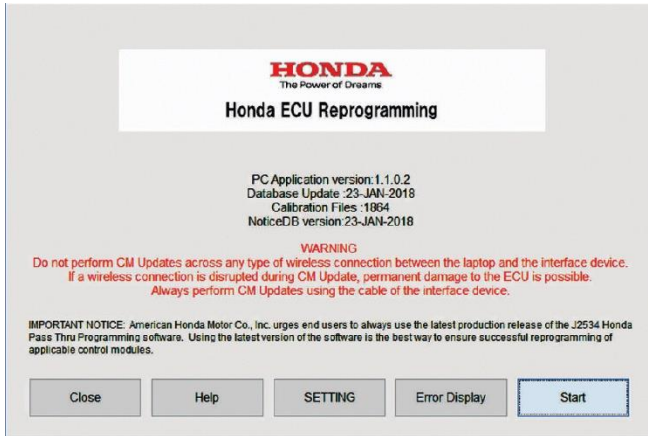 HONDA
The Power of Dreams
Honda ECU Reprogramming
PC Application version:1.1.0.2
Database Update :23-JAN-2018
Calibration Files :1864
NoticeDB version:23-JAN-2018
WARNING
Do not perform CM Updates across any type of wireless connection between the laptop and the interface device.
If a wireless connection is disrupted during CM Update, permanent damage to the ECU is possible.
Always perform CM Updates using the cable of the interface device.
IMPORTANT NOTICE: American Honda Motor Co., Inc. urges end users to always use the latest production release of the J2534 Honda
Pass Thru Programming software. Using the latest version of the software is the best way to ensure successful reprogramming of
applicable control modules.
Close Help SETTING Error Display Start